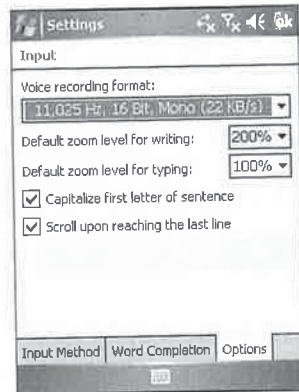 Settings
ok
Input
Voice recording format:
11,025 Hz, 16 Bit, Mono (22 KB/s)
Default zoom level for writing: 200%
Default zoom level for typing: 100%
Capitalize first letter of sentence
Scroll upon reaching the last line
Input Method Word Completion Options